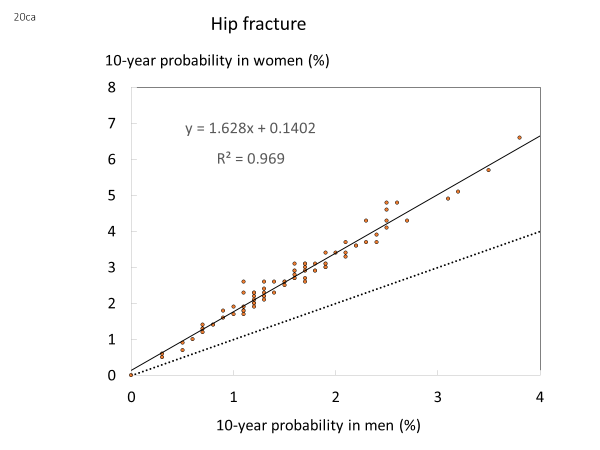 20ca
Hip fracture
10-year probability in women (%)
8
7
y = 1.628x + 0.1402
R² = 0.969
6
5
4
3
2
1
0
0 1 2 3 4
10-year probability in men (%)